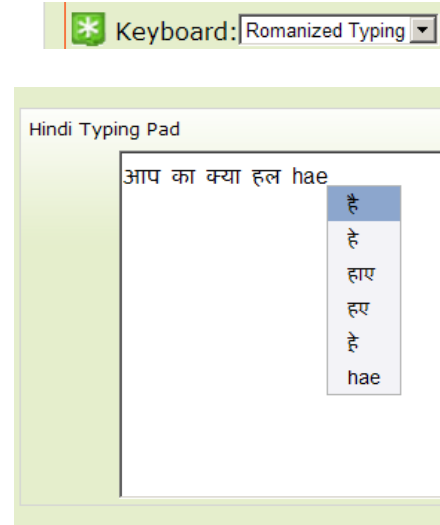 Keyboard: Romanized Typing
Hindi Typing Pad
आप का क्या हल hae
है
हे
हाए
हए
हे़
hae